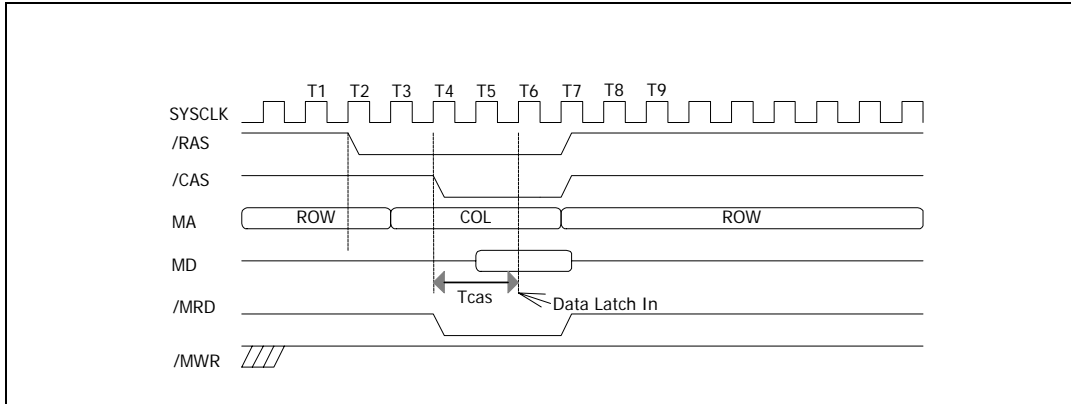 T1 T2 T3 T4 T5 T6 T7 T8 T9
SYSCLK
/RAS
/CAS
MA ROW COL ROW
MD
Tcas Data Latch In
/MRD
/MWR